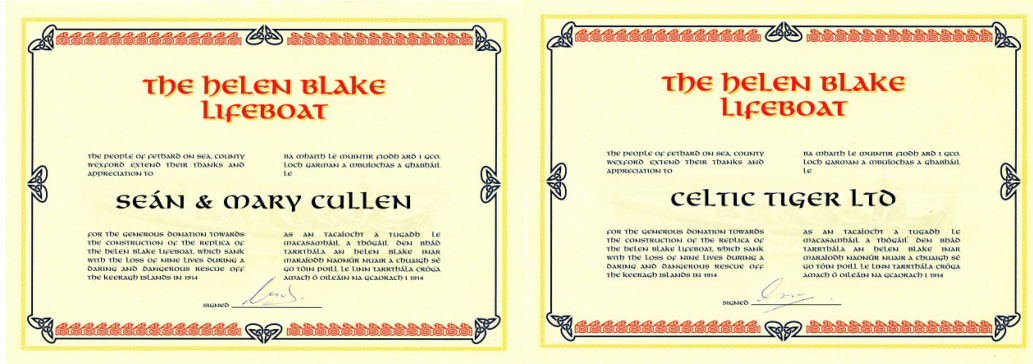 THE HELEN BLAKE
LIFEBOAT
THE PEOPLE OF FETHARD ON SEA, COUNTY
WEXFORD EXTEND THEIR THANKS AND
APPRECIATION TO
BA MHAITH LE MUINTIR FIODH ARD I GCO.
LOCH GARMAN A MBUÍOCHAS A GHABHÁIL
LE
SEÁN & MARY CULLEN
FOR THE GENEROUS DONATION TOWARDS
THE CONSTRUCTION OF THE REPLICA OF
THE HELEN BLAKE LIFEBOAT, WHICH SANK
WITH THE LOSS OF NINE LIVES DURING A
DARING AND DANGEROUS RESCUE OFF
THE KEERAGH ISLANDS IN 1914
AS AN TACAÍOCHT A TUGADH LE
MACASAMHÁIL A THÓGÁIL DEN BHÁD
TARRTHÁLA AN HELEN BLAKE INAR
MARAÍODH NAONÚR NUAIR A CHUAIGH SÉ
GO TÓIN POILL LE LINN TARRTHÁLA CRÓGA
AMACH Ó OILEÁIN NA GCAORACH I 1914
SIGNED
THE HELEN BLAKE
LIFEBOAT
THE PEOPLE OF FETHARD ON SEA, COUNTY
WEXFORD EXTEND THEIR THANKS AND
APPRECIATION TO
BA MHAITH LE MUINTIR FIODH ARD I GCO.
LOCH GARMAN A MBUÍOCHAS A GHABHÁIL
LE
CELTIC TIGER LTD
FOR THE GENEROUS DONATION TOWARDS
THE CONSTRUCTION OF THE REPLICA OF
THE HELEN BLAKE LIFEBOAT, WHICH SANK
WITH THE LOSS OF NINE LIVES DURING A
DARING AND DANGEROUS RESCUE OFF
THE KEERAGH ISLANDS IN 1914
AS AN TACAÍOCHT A TUGADH LE
MACASAMHÁIL A THÓGÁIL DEN BHÁD
TARRTHÁLA AN HELEN BLAKE INAR
MARAÍODH NAONÚR NUAIR A CHUAIGH SÉ
GO TÓIN POILL LE LINN TARRTHÁLA CRÓGA
AMACH Ó OILEÁIN NA GCAORACH I 1914
SIGNED